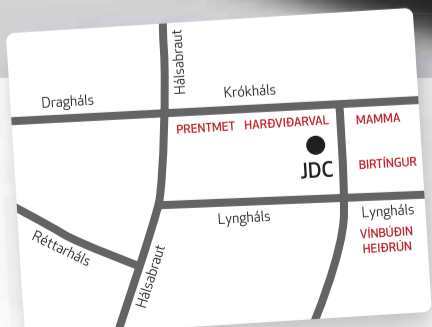 Hálsabraut
Dragháls
Krókháls
PRENTMET HARÐVIÐARVAL
MAMMA
JDC
BIRTÍNGUR
Lyngháls
Lyngháls
VÍNBÚÐIN
HEIÐRÚN
Réttarháls
Hálsabraut